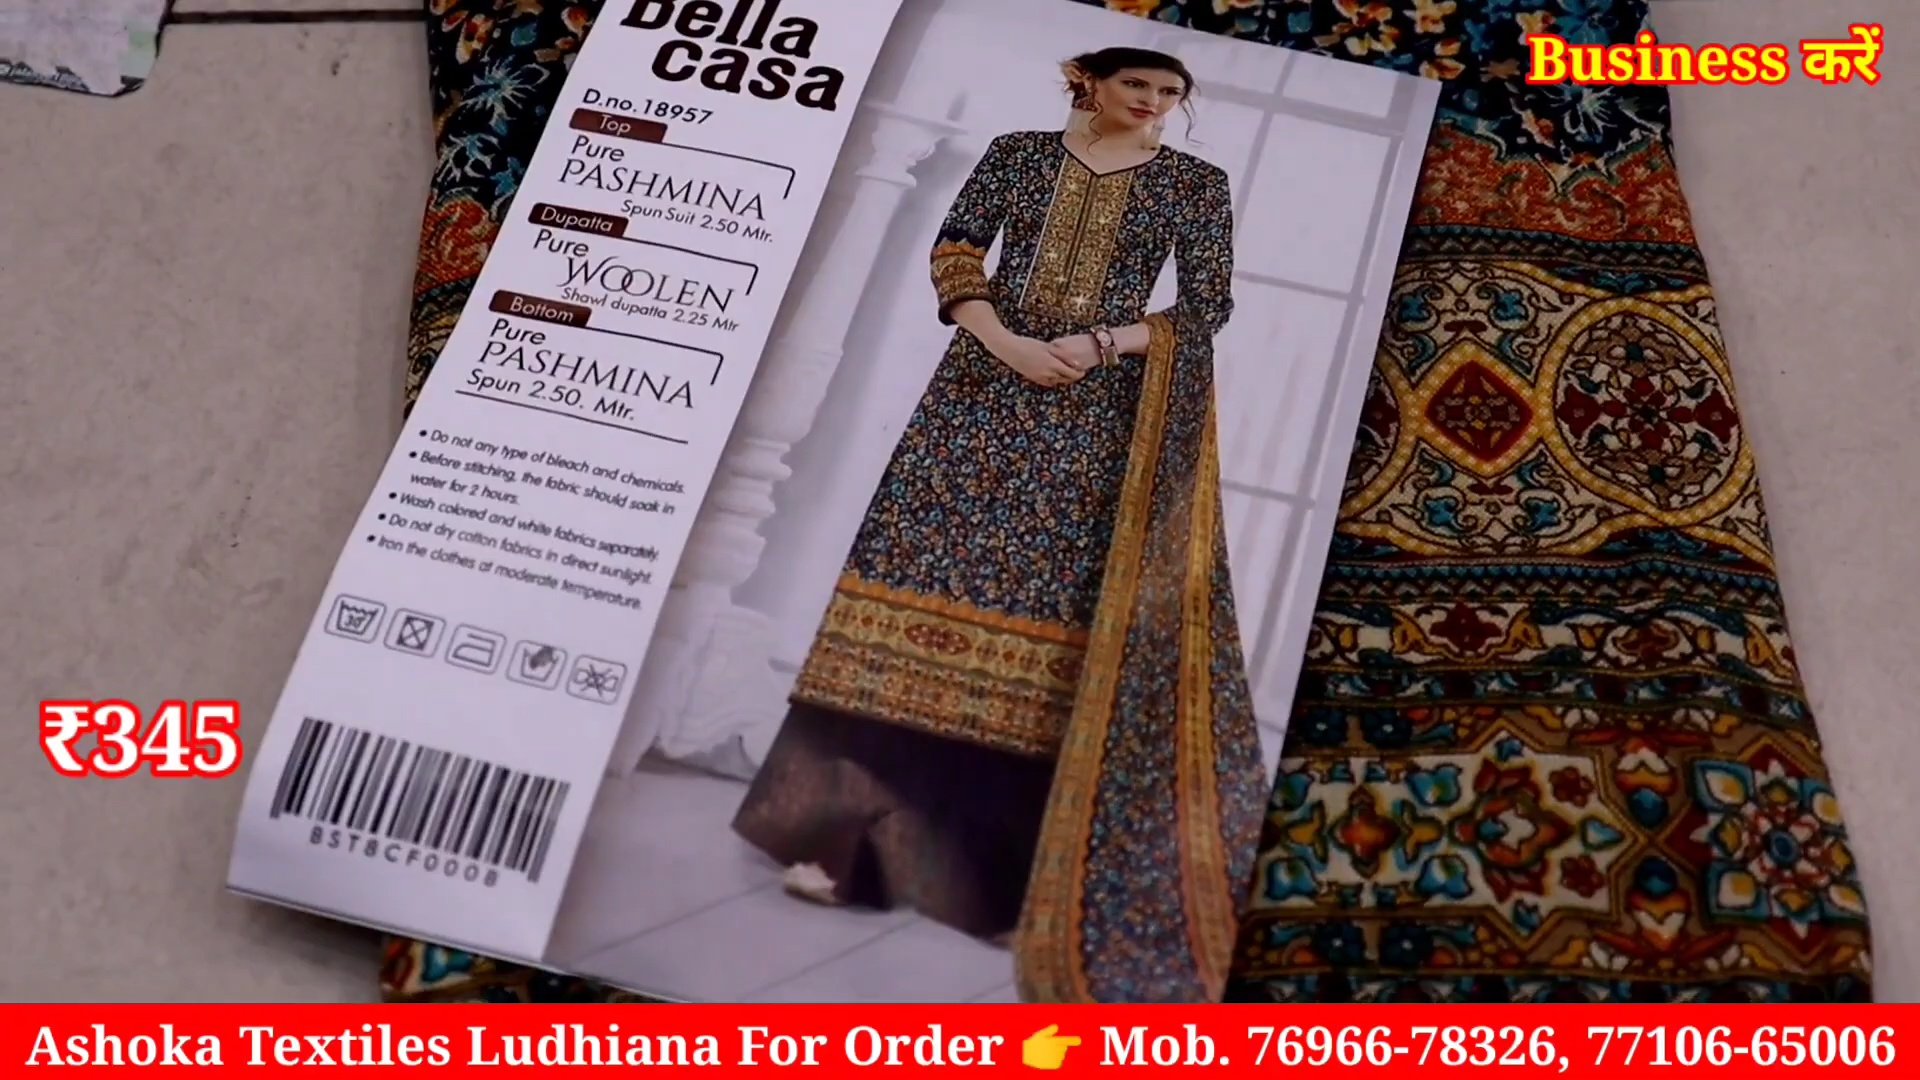 Business करें
Bella
casa
D.no.18957
Top
Pure
PASHMINA
Spun Suit 2.50 Mtr.
Dupatta
Pure
WOOLEN
Shawl dupatta 2.25 Mtr
Bottom
Pure
PASHMINA
Spun 2.50. Mtr.
• Do not any type of bleach and chemicals.
• Before stitching, the fabric should soak in
water for 2 hours.
• Wash colored and white fabrics separately.
• Do not dry cotton fabrics in direct sunlight.
• Iron the clothes at moderate temperature.
30°
₹345
BST8CF0008
Ashoka Textiles Ludhiana For Order 👉 Mob. 76966-78326, 77106-65006